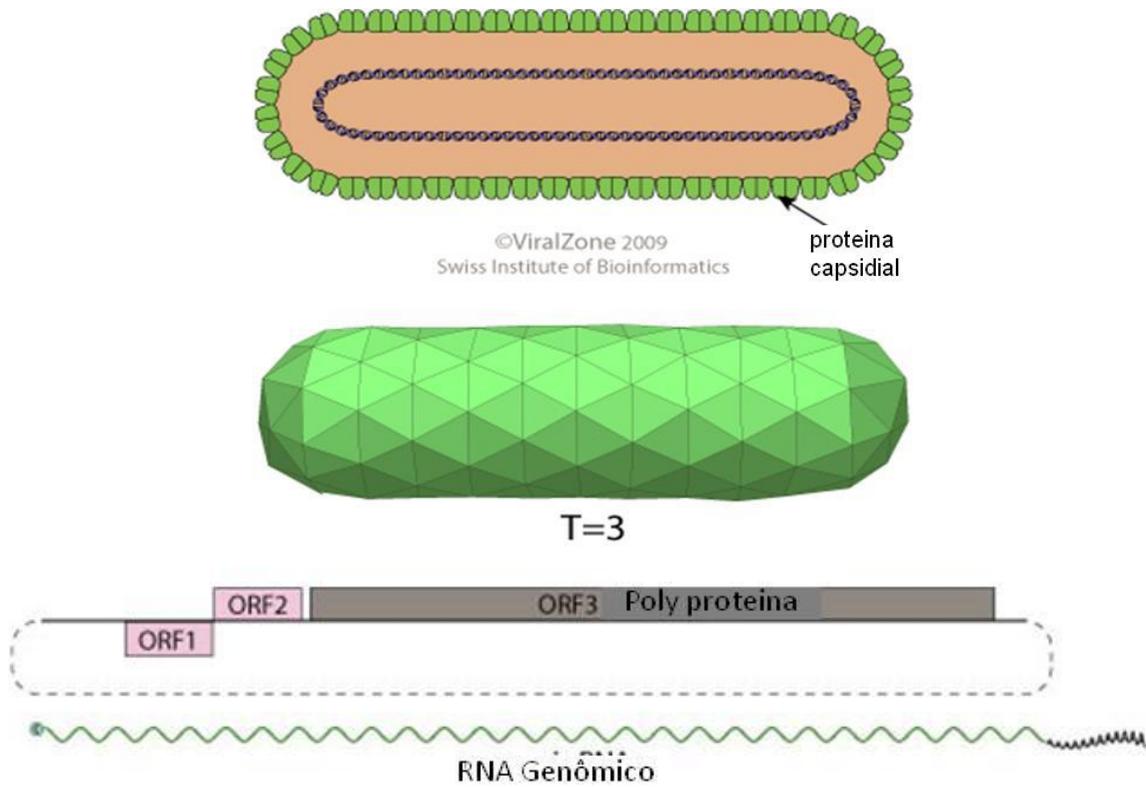 ©ViralZone 2009
Swiss Institute of Bioinformatics
proteina
capsidial
T=3
ORF2
ORF3 Poly proteina
ORF1
RNA Genômico